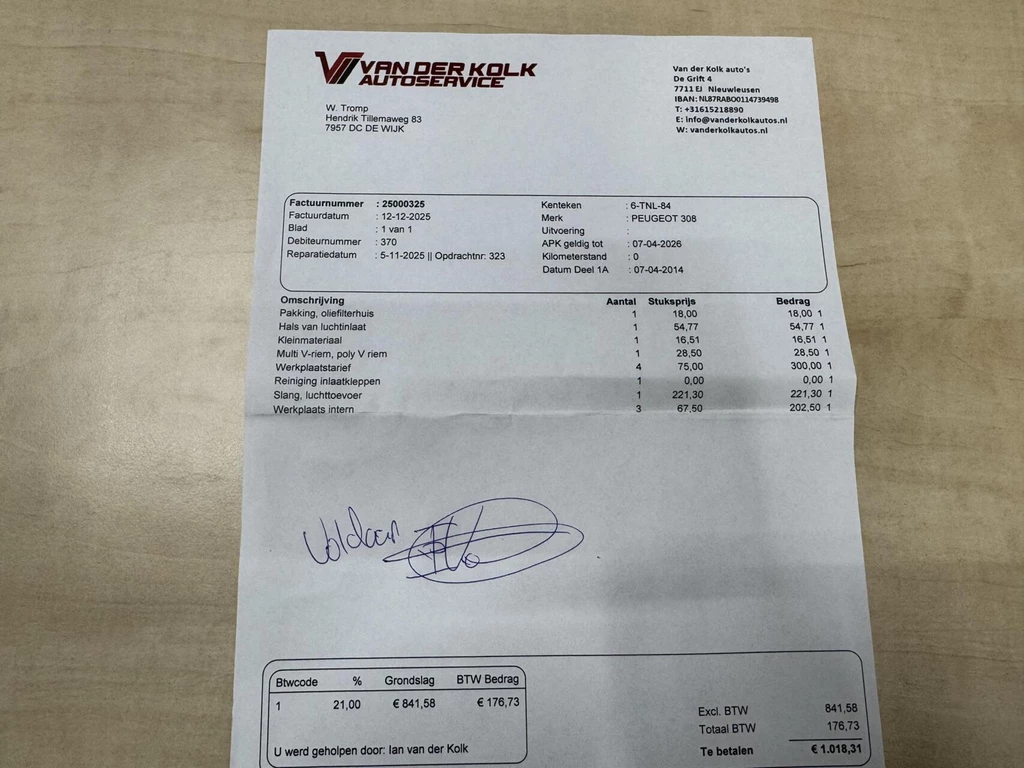 VAN DER KOLK
AUTOSERVICE
Van der Kolk auto's
De Grift 4
7711 EJ Nieuwleusen
IBAN: NL87RABO0114739498
T: +31615218890
E: info@vanderkolkautos.nl
W: vanderkolkautos.nl
W. Tromp
Hendrik Tillemaweg 83
7957 DC DE WIJK
Factuurnummer : 25000325
Factuurdatum : 12-12-2025
Blad : 1 van 1
Debiteurnummer : 370
Reparatiedatum : 5-11-2025 || Opdrachtnr: 323
Kenteken : 6-TNL-84
Merk : PEUGEOT 308
Uitvoering :
APK geldig tot : 07-04-2026
Kilometerstand : 0
Datum Deel 1A : 07-04-2014
Omschrijving Aantal Stuksprijs Bedrag
Pakking, oliefilterhuis 1 18,00 18,00 1
Hals van luchtinlaat 1 54,77 54,77 1
Kleinmateriaal 1 16,51 16,51 1
Multi V-riem, poly V riem 1 28,50 28,50 1
Werkplaatstarief 4 75,00 300,00 1
Reiniging inlaatkleppen 1 0,00 0,00 1
Slang, luchttoevoer 1 221,30 221,30 1
Werkplaats intern 3 67,50 202,50 1
Voldaan
Btwcode % Grondslag BTW Bedrag
1 21,00 € 841,58 € 176,73
U werd geholpen door: Ian van der Kolk
Excl. BTW 841,58
Totaal BTW 176,73
Te betalen € 1.018,31